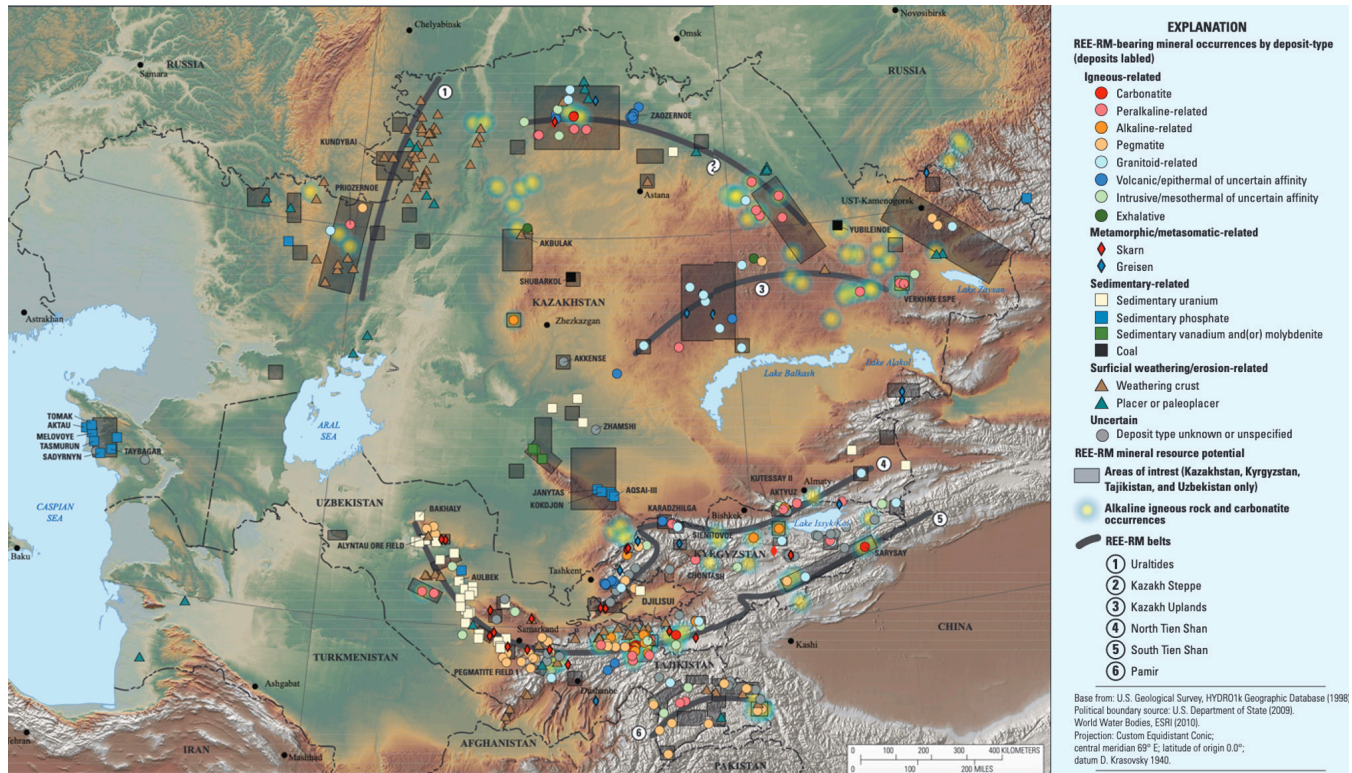 Chelyabinsk
Omsk
Novosibirsk
RUSSIA
Samara
RUSSIA
1
KUNDYBAI
ZAOZERNOE
2
PRIOZERNOE
Astana
UST-KAMENOGORSK
YUBILEINOE
AKBULAK
SHUBARKOL
KAZAKHSTAN
3
Lake Zaysan
VERKHNE ESPE
Astrakhan
Zhezkazgan
AKKENSE
Lake Balkash
Lake Alakol
ARAL
SEA
TOMAK
AKTAU
MELOVOYE
TASMURUN
SADYRNYN
TAYBAGAR
ZHAMSHI
4
KUTESSAY II
Almaty
AKTYUZ
JANYTAS
KOKDJON
AQSAI-III
UZBEKISTAN
CASPIAN
SEA
BAKHALY
KARADZHILGA
Bishkek
Lake Issyk-Kol
5
ALYNTAU ORE FIELD
KYRGYZSTAN
SARYSAY
Baku
AULBEK
Tashkent
CHONTASH
DJILISUI
Samarkand
CHINA
Kashi
TURKMENISTAN
PEGMATITE FIELD 1
TAJIKISTAN
Dushanbe
Ashgabat
6
AFGHANISTAN
Tehran
IRAN
Mashhad
PAKISTAN
0 100 200 300 400 KILOMETERS
0 100 200 MILES
EXPLANATION
REE-RM-bearing mineral occurrences by deposit-type
(deposits labled)
Igneous-related
Carbonatite
Peralkaline-related
Alkaline-related
Pegmatite
Granitoid-related
Volcanic/epithermal of uncertain affinity
Intrusive/mesothermal of uncertain affinity
Exhalative
Metamorphic/metasomatic-related
Skarn
Greisen
Sedimentary-related
Sedimentary uranium
Sedimentary phosphate
Sedimentary vanadium and(or) molybdenite
Coal
Surficial weathering/erosion-related
Weathering crust
Placer or paleoplacer
Uncertain
Deposit type unknown or unspecified
REE-RM mineral resource potential
Areas of interest (Kazakhstan, Kyrgyzstan,
Tajikistan, and Uzbekistan only)
Alkaline igneous rock and carbonatite
occurrences
REE-RM belts
1 Uraltides
2 Kazakh Steppe
3 Kazakh Uplands
4 North Tien Shan
5 South Tien Shan
6 Pamir
Base from: U.S. Geological Survey, HYDRO1k Geographic Database (1998)
Political boundary source: U.S. Department of State (2009).
World Water Bodies, ESRI (2010).
Projection: Custom Equidistant Conic;
central meridian 69° E; latitude of origin 0.0°;
datum D. Krasovsky 1940.